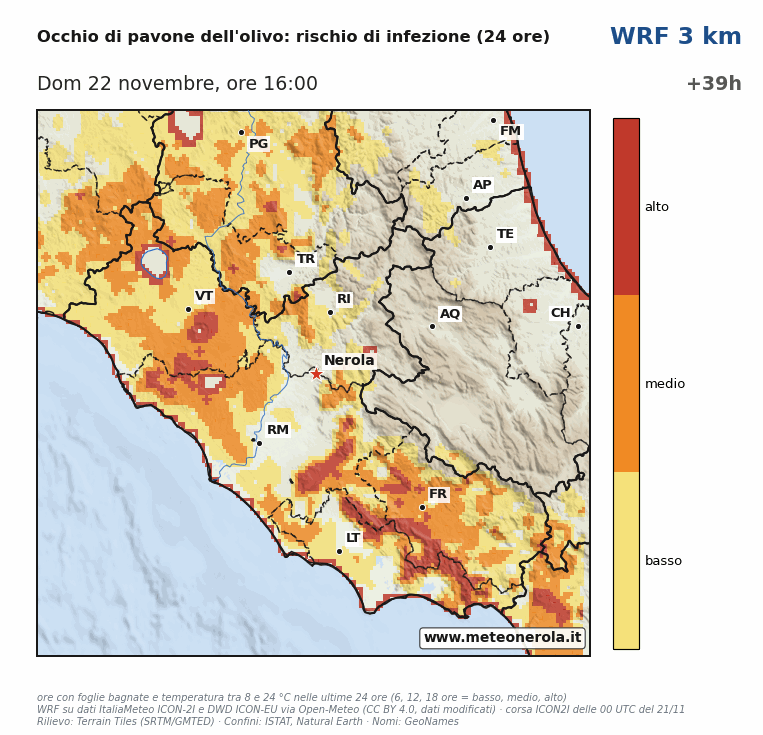 Occhio di pavone dell'olivo: rischio di infezione (24 ore)
WRF 3 km
Dom 22 novembre, ore 16:00
+39h
FM
PG
AP
TE
TR
VT
RI
AQ
CH
Nerola
RM
FR
LT
www.meteonerola.it
alto
medio
basso
ore con foglie bagnate e temperatura tra 8 e 24 °C nelle ultime 24 ore (6, 12, 18 ore = basso, medio, alto)
WRF su dati ItaliaMeteo ICON-2I e DWD ICON-EU via Open-Meteo (CC BY 4.0, dati modificati) · corsa ICON2I delle 00 UTC del 21/11
Rilievo: Terrain Tiles (SRTM/GMTED) · Confini: ISTAT, Natural Earth · Nomi: GeoNames